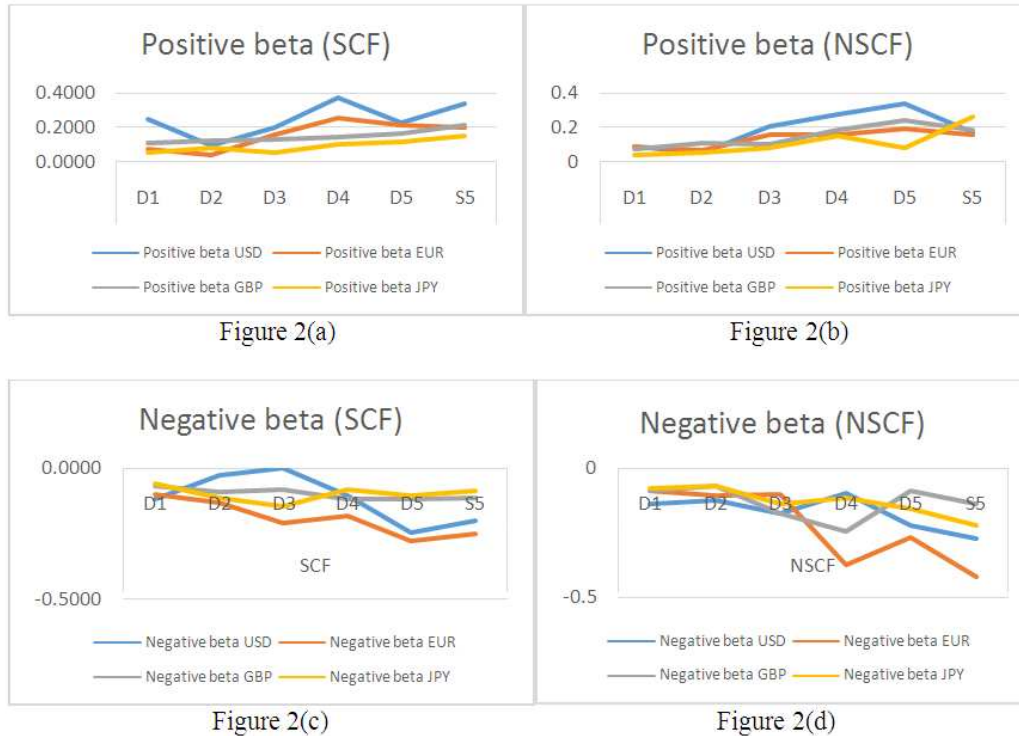 Positive beta (SCF)
0.4000
0.2000
0.0000
D1 D2 D3 D4 D5 S5
Positive beta USD Positive beta EUR
Positive beta GBP Positive beta JPY
Figure 2(a)
Positive beta (NSCF)
0.4
0.2
0
D1 D2 D3 D4 D5 S5
Positive beta USD Positive beta EUR
Positive beta GBP Positive beta JPY
Figure 2(b)
Negative beta (SCF)
0.0000
D1 D2 D3 D4 D5 S5
SCF
-0.5000
Negative beta USD Negative beta EUR
Negative beta GBP Negative beta JPY
Figure 2(c)
Negative beta (NSCF)
0
D1 D2 D3 D4 D5 S5
NSCF
-0.5
Negative beta USD Negative beta EUR
Negative beta GBP Negative beta JPY
Figure 2(d)